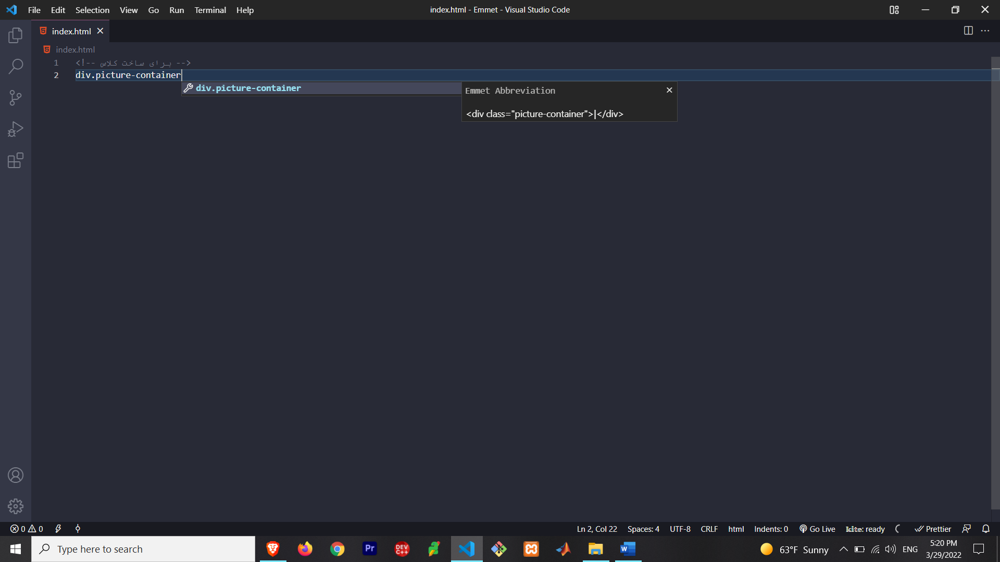 File Edit Selection View Go Run Terminal Help
index.html - Emmet - Visual Studio Code
index.html
index.html
1 <!-- برای ساخت کلاس -->
2 div.picture-container
div.picture-container
Emmet Abbreviation
<div class="picture-container">|</div>
0 0
Ln 2, Col 22 Spaces: 4 UTF-8 CRLF html Indents: 0 Go Live kite: ready Prettier
Type here to search
Pr
DEV C++
W
63°F Sunny
ENG
5:20 PM
3/29/2022